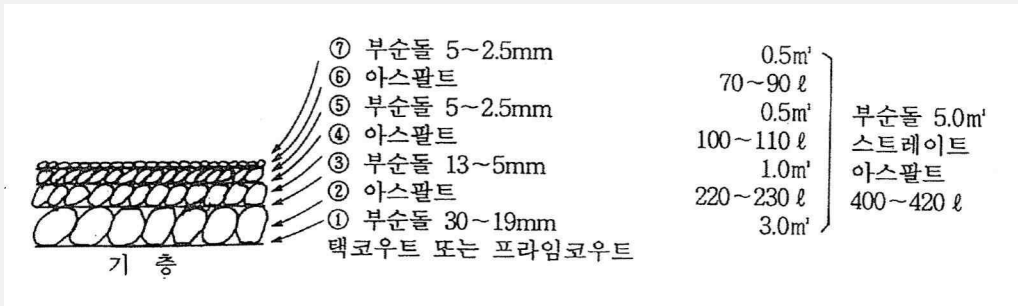 ⑦ 부순돌 5~2.5mm 0.5㎥
⑥ 아스팔트 70~90ℓ
⑤ 부순돌 5~2.5mm 0.5㎥
④ 아스팔트 100~110ℓ
③ 부순돌 13~5mm 1.0㎥
② 아스팔트 220~230ℓ
① 부순돌 30~19mm 3.0㎥
택코우트 또는 프라임코우트
부순돌 5.0㎥
스트레이트
아스팔트
400~420ℓ
기 층